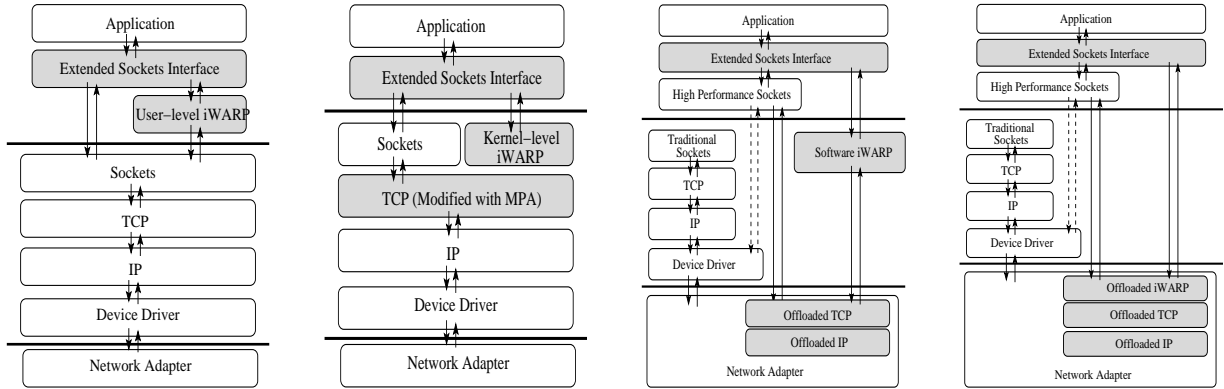 Application
Extended Sockets Interface
User–level iWARP
Sockets
TCP
IP
Device Driver
Network Adapter
Application
Extended Sockets Interface
Sockets
Kernel–level
iWARP
TCP (Modified with MPA)
IP
Device Driver
Network Adapter
Application
Extended Sockets Interface
High Performance Sockets
Traditional
Sockets
Software iWARP
TCP
IP
Device Driver
Offloaded TCP
Offloaded IP
Network Adapter
Application
Extended Sockets Interface
High Performance Sockets
Traditional
Sockets
TCP
IP
Device Driver
Offloaded iWARP
Offloaded TCP
Offloaded IP
Network Adapter